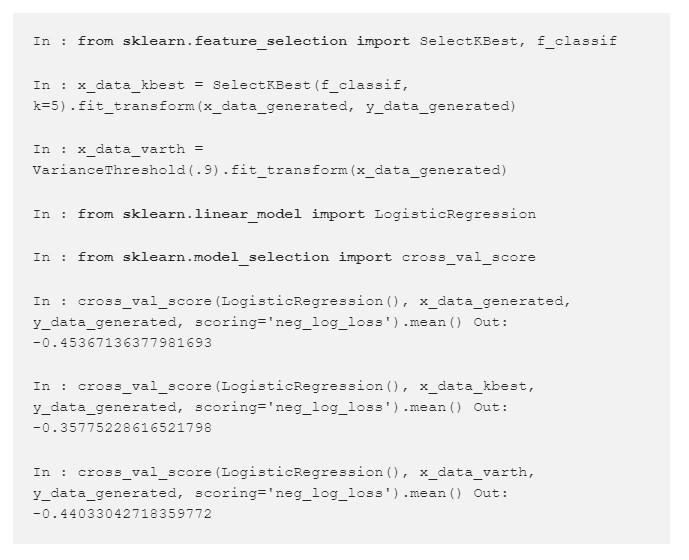 In : from sklearn.feature_selection import SelectKBest, f_classif
In : x_data_kbest = SelectKBest(f_classif,
k=5).fit_transform(x_data_generated, y_data_generated)
In : x_data_varth =
VarianceThreshold(.9).fit_transform(x_data_generated)
In : from sklearn.linear_model import LogisticRegression
In : from sklearn.model_selection import cross_val_score
In : cross_val_score(LogisticRegression(), x_data_generated,
y_data_generated, scoring='neg_log_loss').mean() Out:
-0.45367136377981693
In : cross_val_score(LogisticRegression(), x_data_kbest,
y_data_generated, scoring='neg_log_loss').mean() Out:
-0.35775228616521798
In : cross_val_score(LogisticRegression(), x_data_varth,
y_data_generated, scoring='neg_log_loss').mean() Out:
-0.44033042718359772